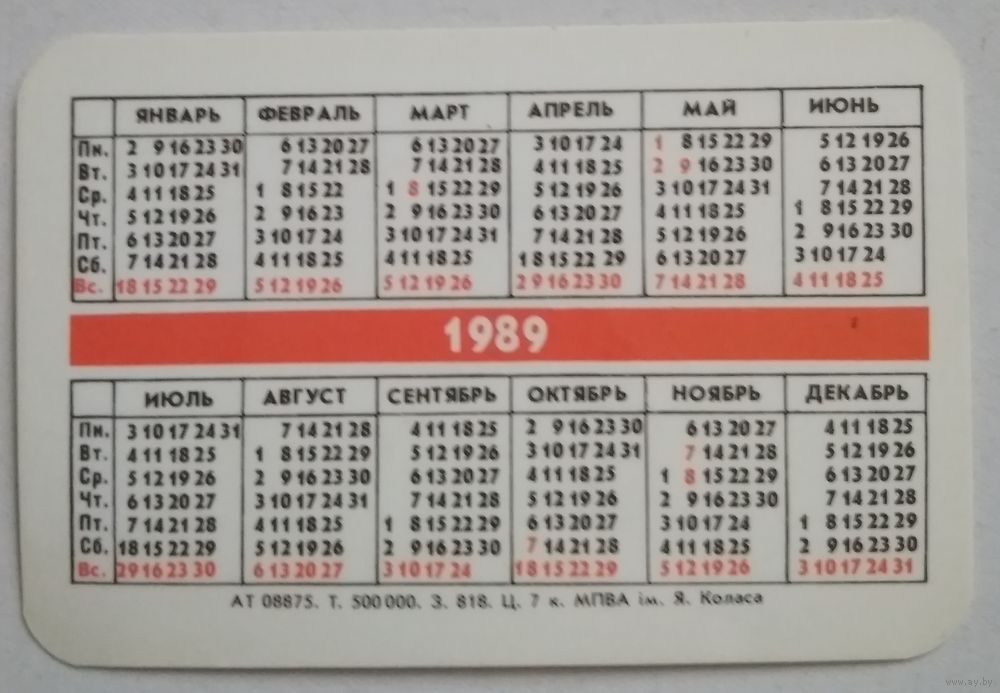 ЯНВАРЬ ФЕВРАЛЬ МАРТ АПРЕЛЬ МАЙ ИЮНЬ
Пн. 2 9 16 23 30 6 13 20 27 6 13 20 27 3 10 17 24 1 8 15 22 29 5 12 19 26
Вт. 3 10 17 24 31 7 14 21 28 7 14 21 28 4 11 18 25 2 9 16 23 30 6 13 20 27
Ср. 4 11 18 25 1 8 15 22 1 8 15 22 29 5 12 19 26 3 10 17 24 31 7 14 21 28
Чт. 5 12 19 26 2 9 16 23 2 9 16 23 30 6 13 20 27 4 11 18 25 1 8 15 22 29
Пт. 6 13 20 27 3 10 17 24 3 10 17 24 31 7 14 21 28 5 12 19 26 2 9 16 23 30
Сб. 7 14 21 28 4 11 18 25 4 11 18 25 1 8 15 22 29 6 13 20 27 3 10 17 24
Вс. 1 8 15 22 29 5 12 19 26 5 12 19 26 2 9 16 23 30 7 14 21 28 4 11 18 25
1989
ИЮЛЬ АВГУСТ СЕНТЯБРЬ ОКТЯБРЬ НОЯБРЬ ДЕКАБРЬ
Пн. 3 10 17 24 31 7 14 21 28 4 11 18 25 2 9 16 23 30 6 13 20 27 4 11 18 25
Вт. 4 11 18 25 1 8 15 22 29 5 12 19 26 3 10 17 24 31 7 14 21 28 5 12 19 26
Ср. 5 12 19 26 2 9 16 23 30 6 13 20 27 4 11 18 25 1 8 15 22 29 6 13 20 27
Чт. 6 13 20 27 3 10 17 24 31 7 14 21 28 5 12 19 26 2 9 16 23 30 7 14 21 28
Пт. 7 14 21 28 4 11 18 25 1 8 15 22 29 6 13 20 27 3 10 17 24 1 8 15 22 29
Сб. 1 8 15 22 29 5 12 19 26 2 9 16 23 30 7 14 21 28 4 11 18 25 2 9 16 23 30
Вс. 2 9 16 23 30 6 13 20 27 3 10 17 24 1 8 15 22 29 5 12 19 26 3 10 17 24 31
АТ 08875. Т. 500 000. З. 818. Ц. 7 к. МПВА ім. Я. Коласа
www.ay.by